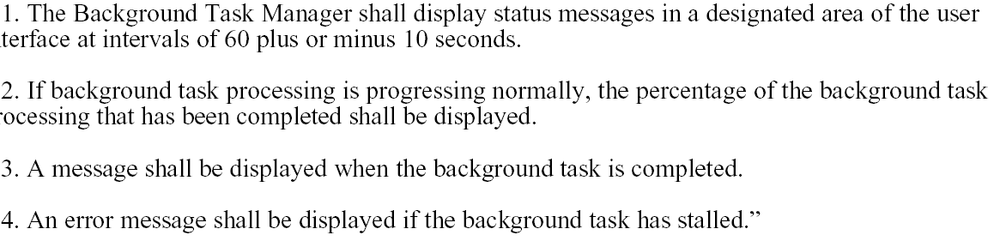 1. The Background Task Manager shall display status messages in a designated area of the user
terface at intervals of 60 plus or minus 10 seconds.
2. If background task processing is progressing normally, the percentage of the background task
rocessing that has been completed shall be displayed.
3. A message shall be displayed when the background task is completed.
4. An error message shall be displayed if the background task has stalled.”